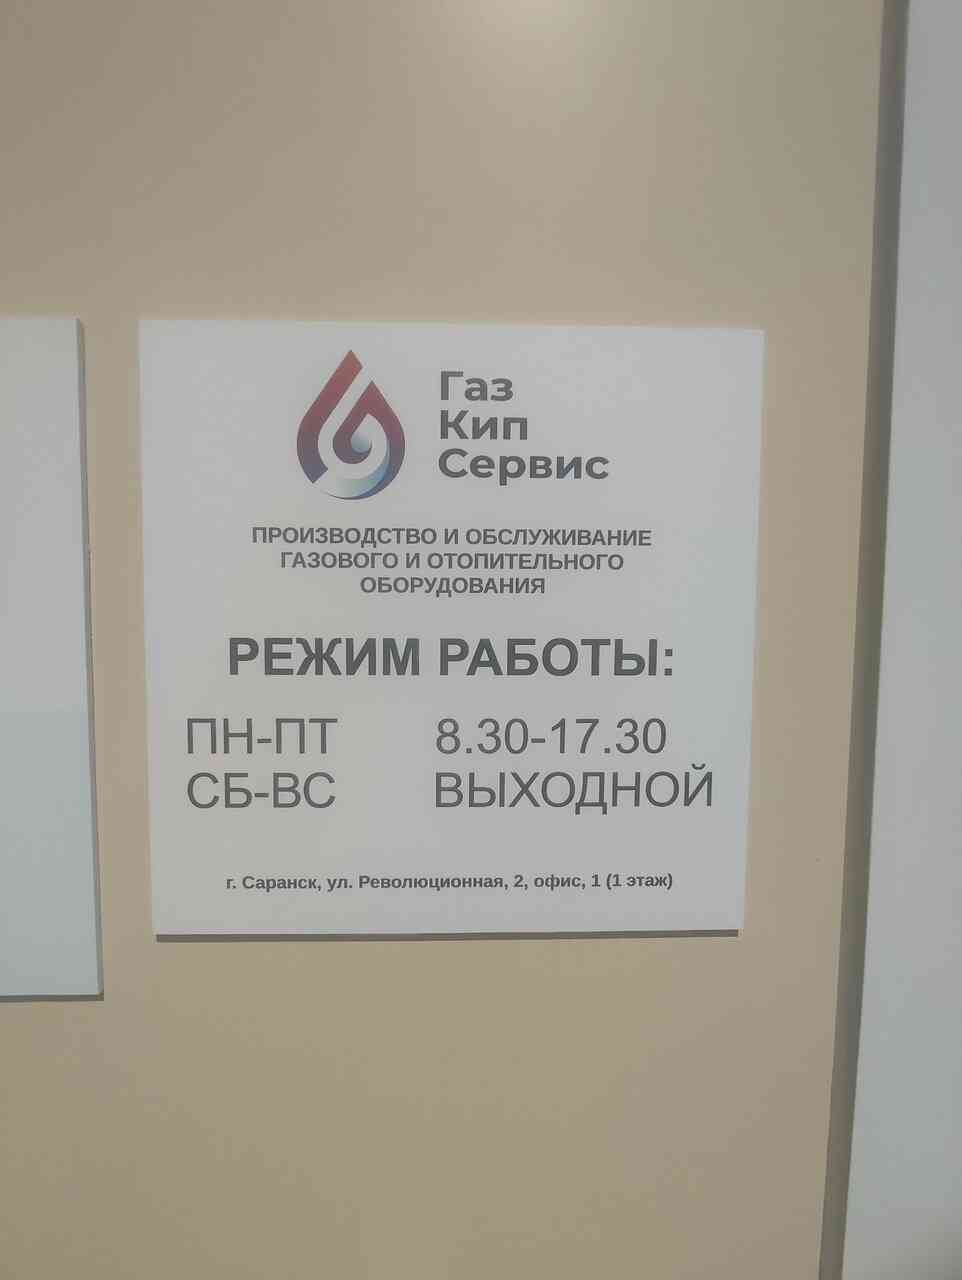 Газ
Кип
Сервис
ПРОИЗВОДСТВО И ОБСЛУЖИВАНИЕ
ГАЗОВОГО И ОТОПИТЕЛЬНОГО
ОБОРУДОВАНИЯ
РЕЖИМ РАБОТЫ:
ПН-ПТ 8.30-17.30
СБ-ВС ВЫХОДНОЙ
г. Саранск, ул. Революционная, 2, офис, 1 (1 этаж)